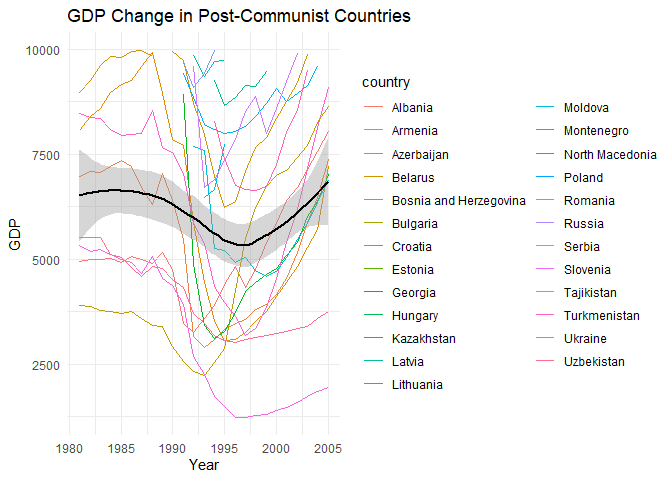 GDP Change in Post-Communist Countries
10000
7500
5000
2500
GDP
1980 1985 1990 1995 2000 2005
Year
country
Albania
Armenia
Azerbaijan
Belarus
Bosnia and Herzegovina
Bulgaria
Croatia
Estonia
Georgia
Hungary
Kazakhstan
Latvia
Lithuania
Moldova
Montenegro
North Macedonia
Poland
Romania
Russia
Serbia
Slovenia
Tajikistan
Turkmenistan
Ukraine
Uzbekistan